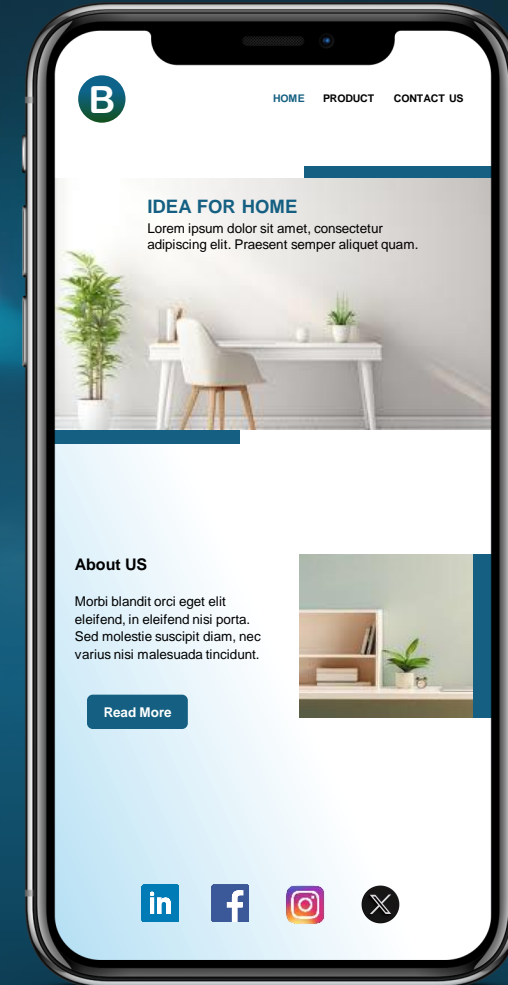 B
HOME PRODUCT CONTACT US
IDEA FOR HOME
Lorem ipsum dolor sit amet, consectetur
adipiscing elit. Praesent semper aliquet quam.
About US
Morbi blandit orci eget elit
eleifend, in eleifend nisi porta.
Sed molestie suscipit diam, nec
varius nisi malesuada tincidunt.
Read More
in f X